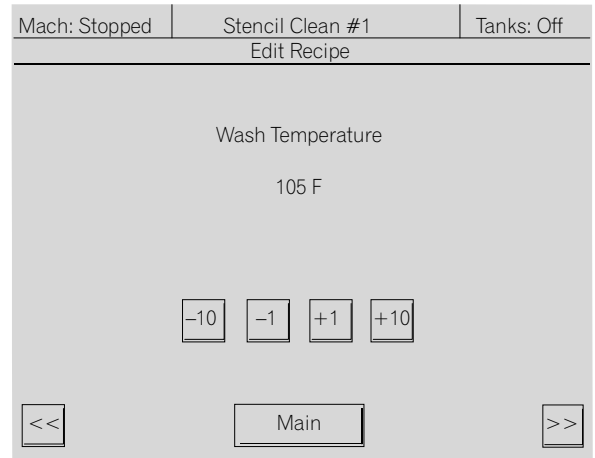 Mach: Stopped Stencil Clean #1 Tanks: Off
Edit Recipe
Wash Temperature
105 F
–10 –1 +1 +10
<< Main >>